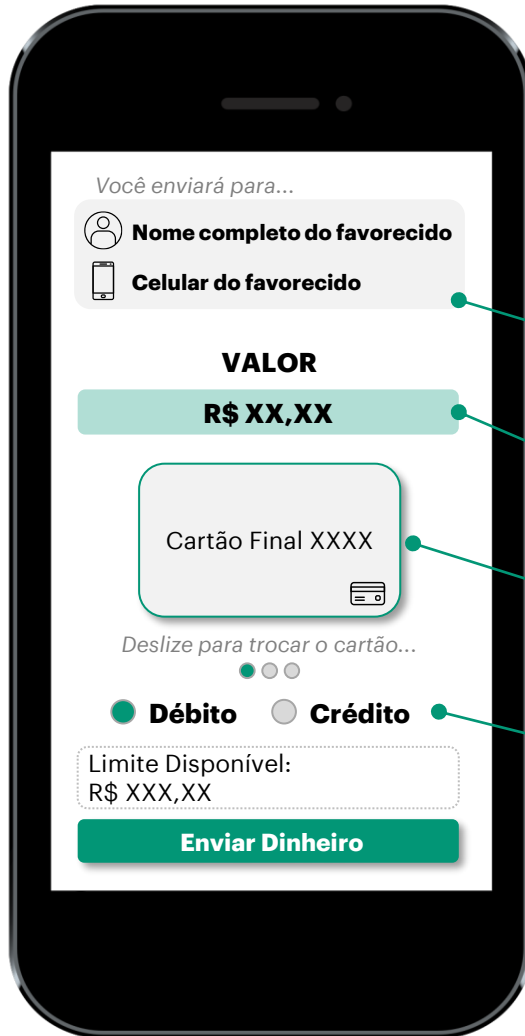 Você enviará para...
Nome completo do favorecido
Celular do favorecido
VALOR
R$ XX,XX
Cartão Final XXXX
Deslize para trocar o cartão...
Débito Crédito
Limite Disponível:
R$ XXX,XX
Enviar Dinheiro